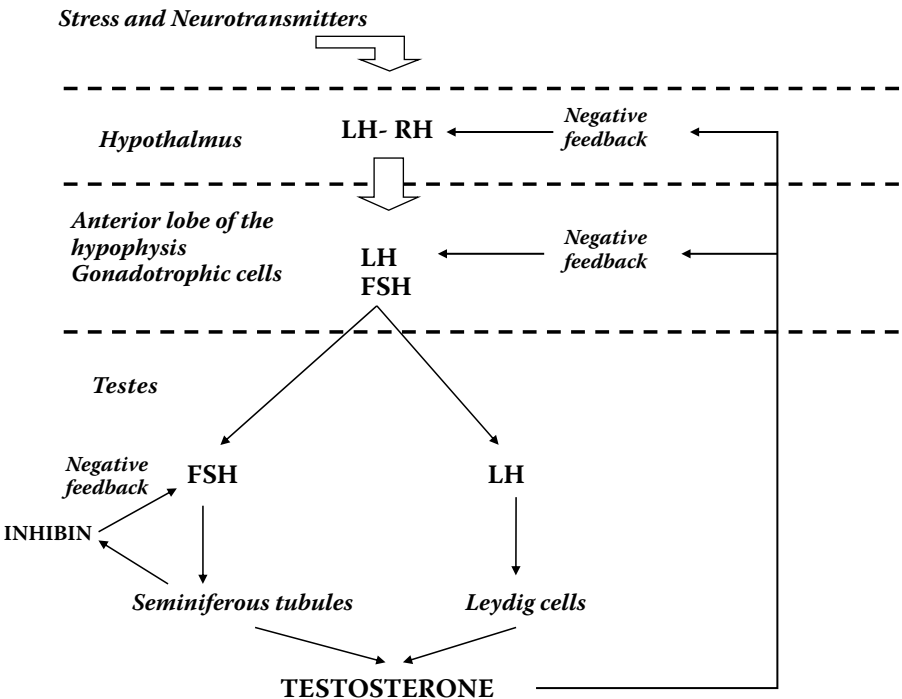 Stress and Neurotransmitters
Hypothalmus
LH- RH
Negative
feedback
Anterior lobe of the
hypophysis
Gonadotrophic cells
LH
FSH
Negative
feedback
Testes
Negative
feedback
FSH
LH
INHIBIN
Seminiferous tubules
Leydig cells
TESTOSTERONE